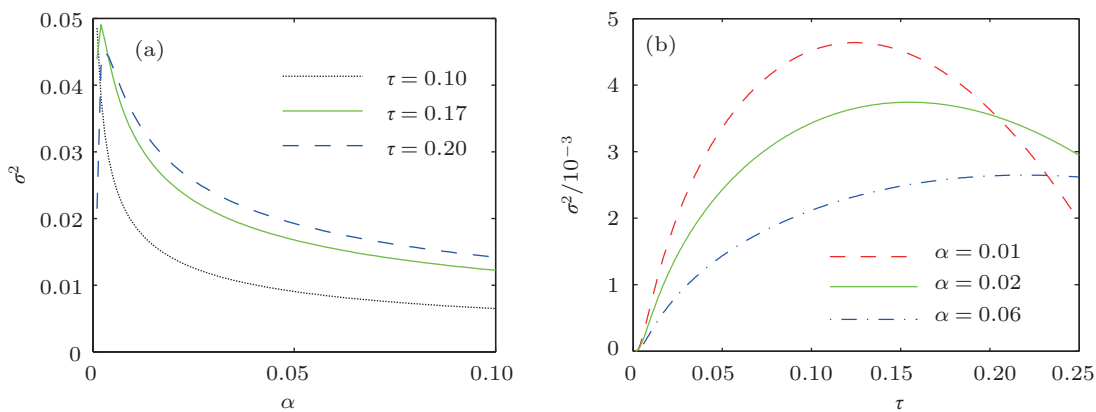 (a)
0.05
0.04
0.03
0.02
0.01
0
σ²
τ = 0.10
τ = 0.17
τ = 0.20
0 0.05 0.10
α
(b)
5
4
3
2
1
0
σ²/10⁻³
α = 0.01
α = 0.02
α = 0.06
0 0.05 0.10 0.15 0.20 0.25
τ